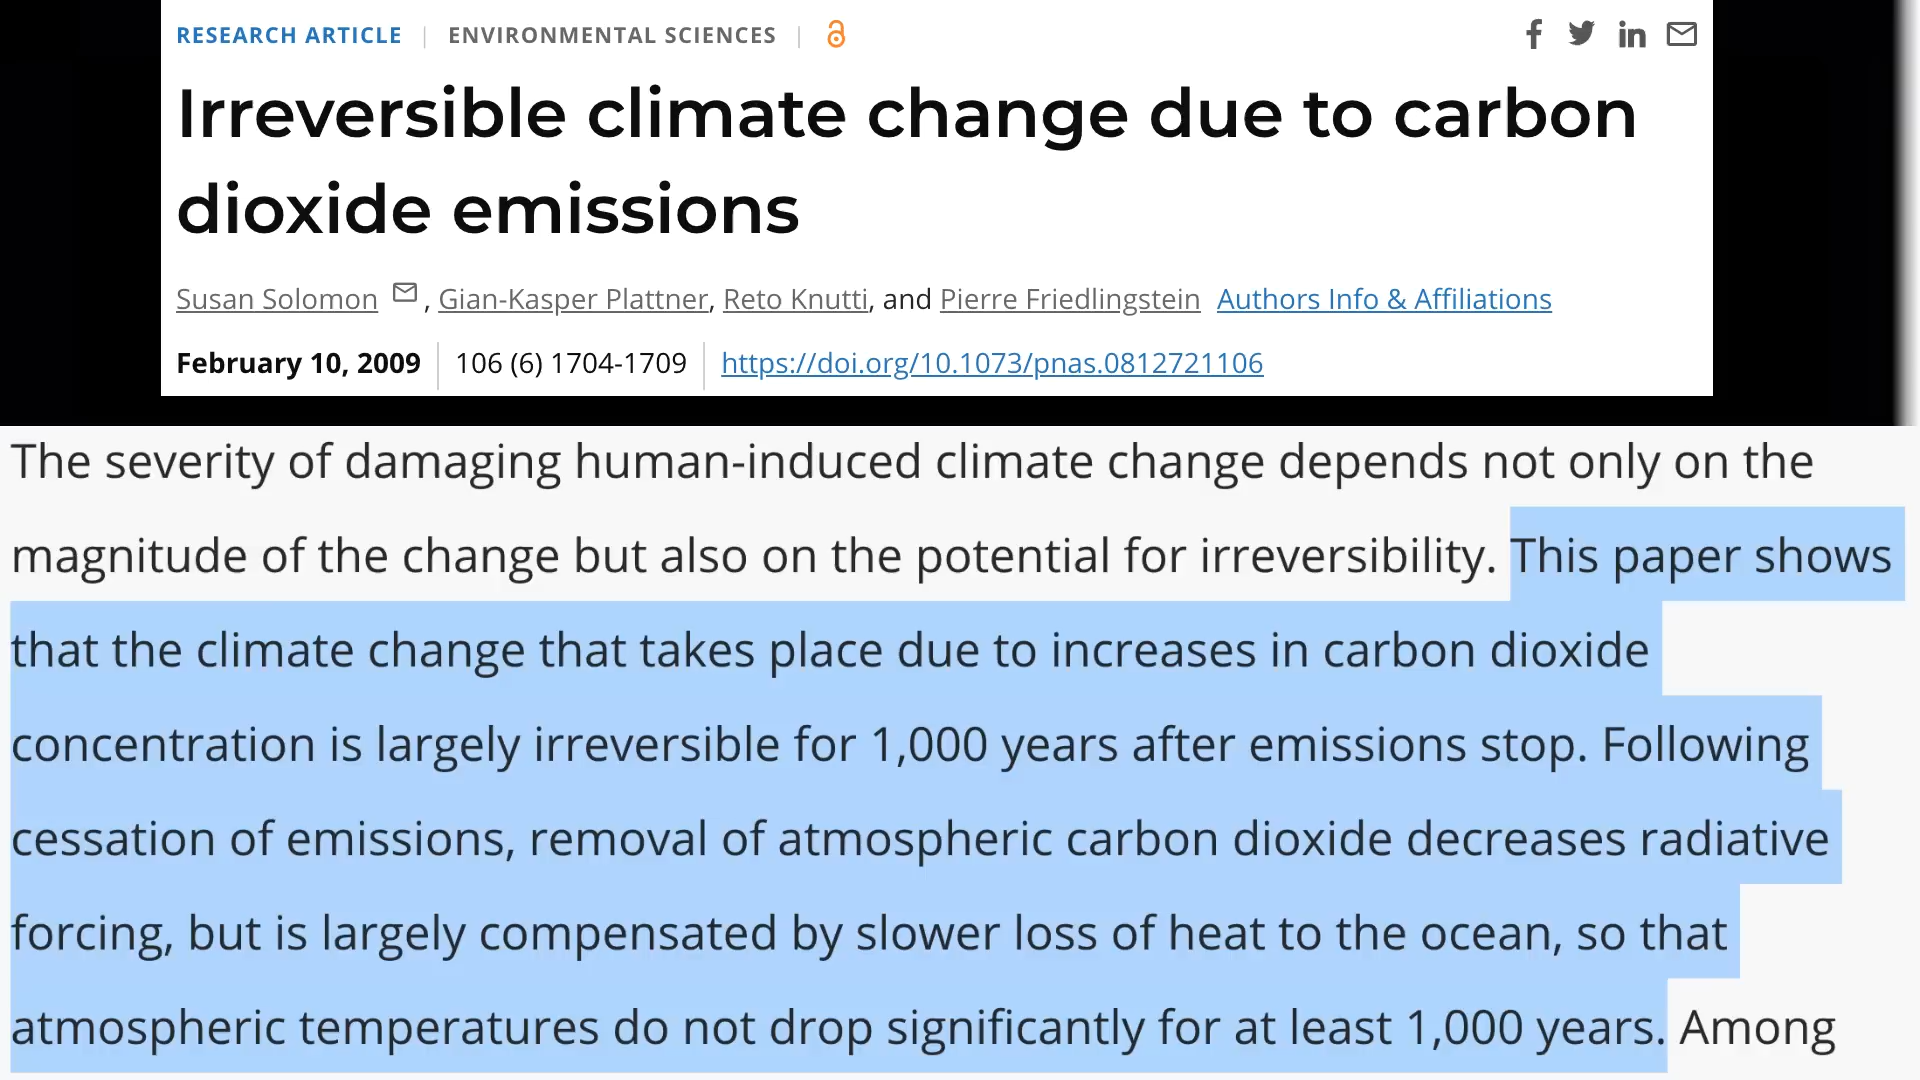 RESEARCH ARTICLE | ENVIRONMENTAL SCIENCES |
Irreversible climate change due to carbon
dioxide emissions
Susan Solomon , Gian-Kasper Plattner, Reto Knutti, and Pierre Friedlingstein Authors Info & Affiliations
February 10, 2009 | 106 (6) 1704-1709 | https://doi.org/10.1073/pnas.0812721106
The severity of damaging human-induced climate change depends not only on the
magnitude of the change but also on the potential for irreversibility. This paper shows
that the climate change that takes place due to increases in carbon dioxide
concentration is largely irreversible for 1,000 years after emissions stop. Following
cessation of emissions, removal of atmospheric carbon dioxide decreases radiative
forcing, but is largely compensated by slower loss of heat to the ocean, so that
atmospheric temperatures do not drop significantly for at least 1,000 years. Among